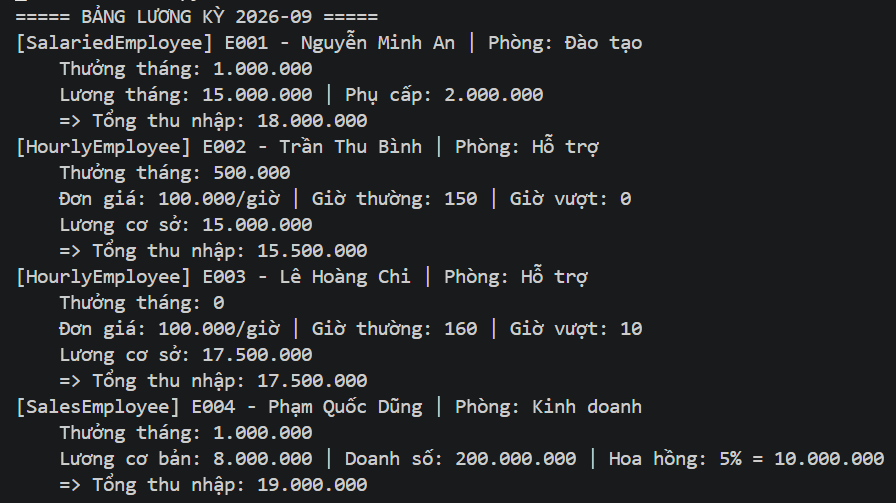 ===== BẢNG LƯƠNG KỲ 2026-09 =====
[SalariedEmployee] E001 - Nguyễn Minh An | Phòng: Đào tạo
Thưởng tháng: 1.000.000
Lương tháng: 15.000.000 | Phụ cấp: 2.000.000
=> Tổng thu nhập: 18.000.000
[HourlyEmployee] E002 - Trần Thu Bình | Phòng: Hỗ trợ
Thưởng tháng: 500.000
Đơn giá: 100.000/giờ | Giờ thường: 150 | Giờ vượt: 0
Lương cơ sở: 15.000.000
=> Tổng thu nhập: 15.500.000
[HourlyEmployee] E003 - Lê Hoàng Chi | Phòng: Hỗ trợ
Thưởng tháng: 0
Đơn giá: 100.000/giờ | Giờ thường: 160 | Giờ vượt: 10
Lương cơ sở: 17.500.000
=> Tổng thu nhập: 17.500.000
[SalesEmployee] E004 - Phạm Quốc Dũng | Phòng: Kinh doanh
Thưởng tháng: 1.000.000
Lương cơ bản: 8.000.000 | Doanh số: 200.000.000 | Hoa hồng: 5% = 10.000.000
=> Tổng thu nhập: 19.000.000